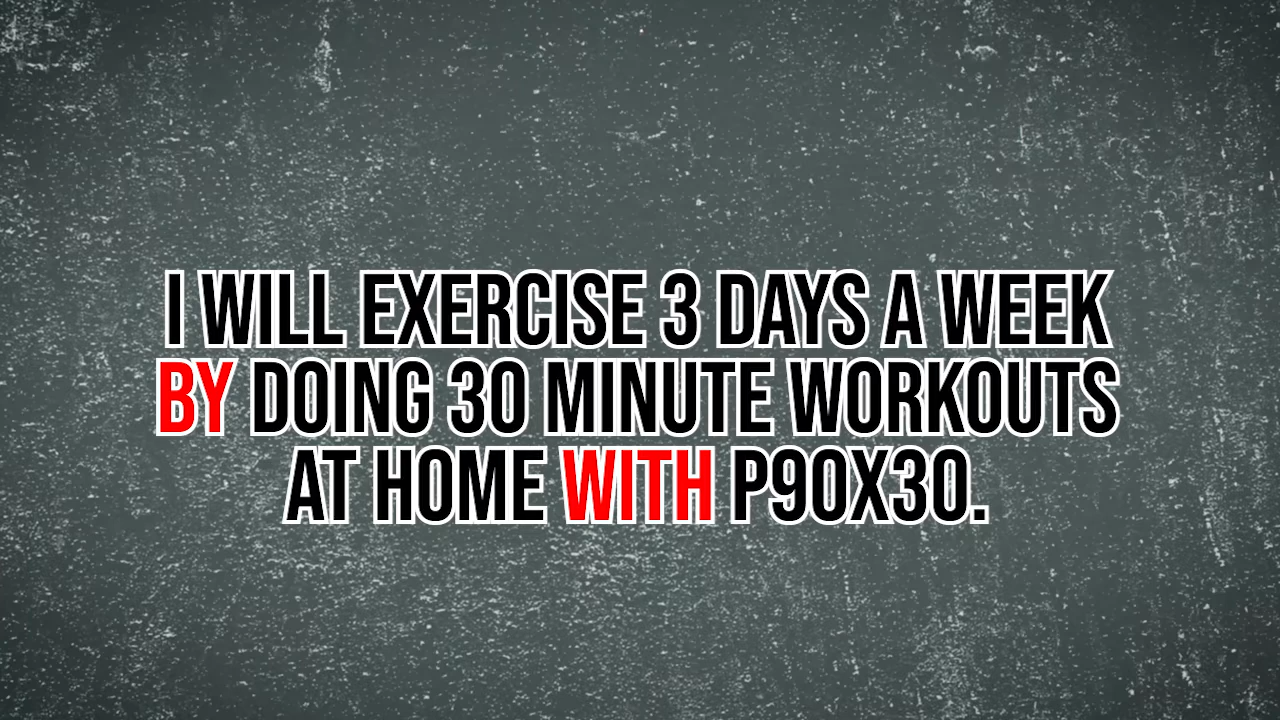 I WILL EXERCISE 3 DAYS A WEEK
BY DOING 30 MINUTE WORKOUTS
AT HOME WITH P90X30.